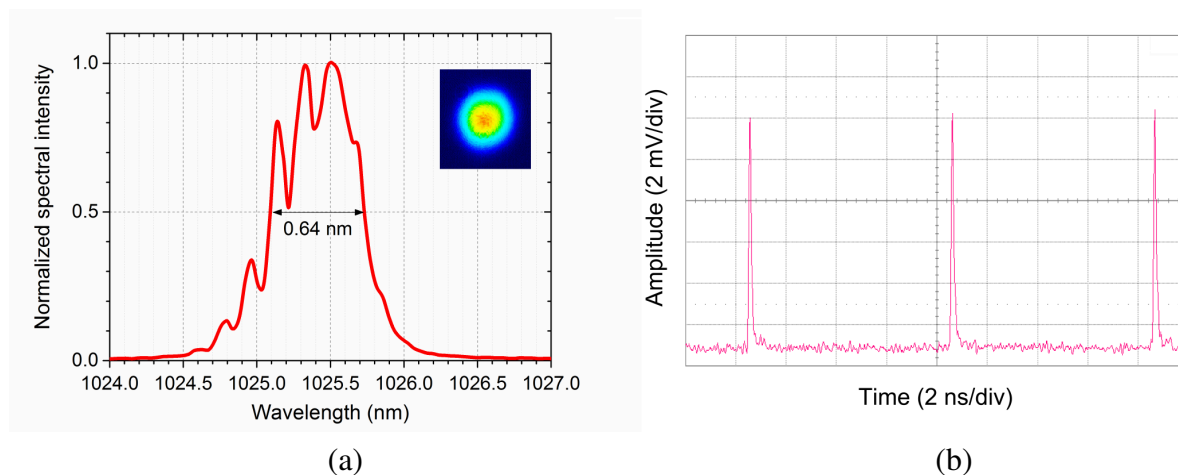 Normalized spectral intensity
1.0
0.5
0.0
0.64 nm
1024.0 1024.5 1025.0 1025.5 1026.0 1026.5 1027.0
Wavelength (nm)
(a)
Amplitude (2 mV/div)
Time (2 ns/div)
(b)